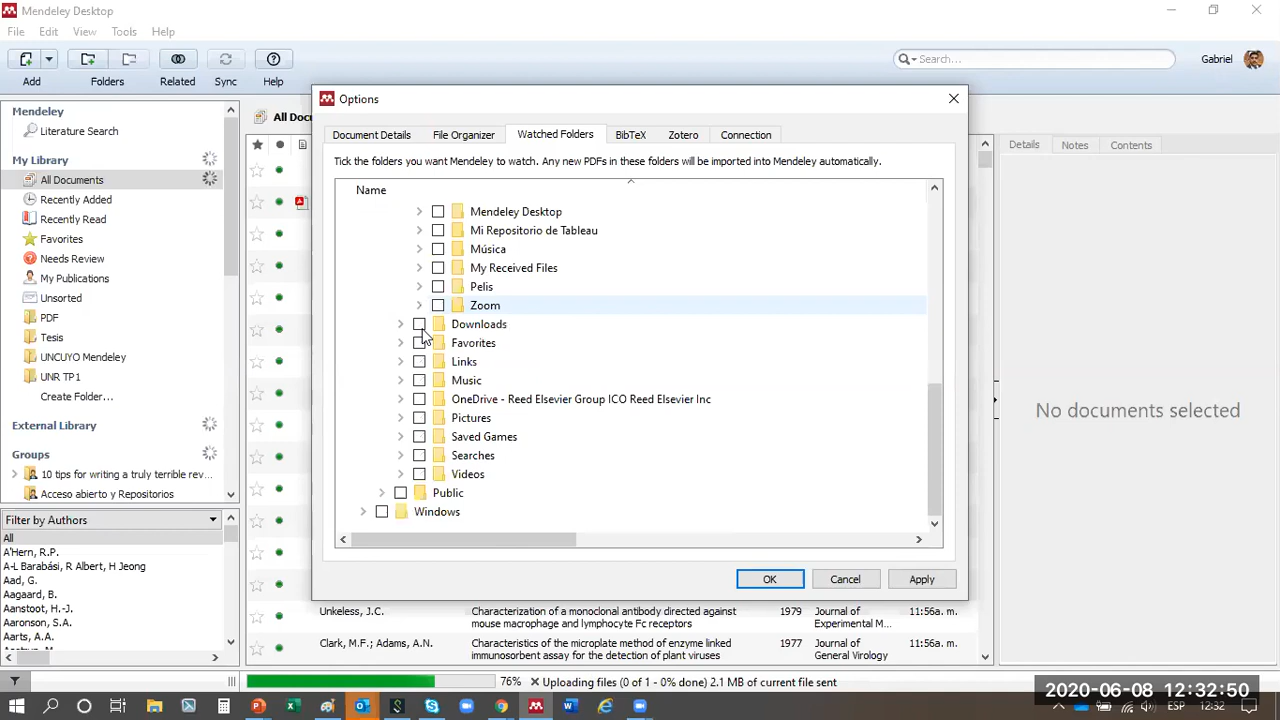 Mendeley Desktop
File Edit View Tools Help
Search...
Gabriel
Add Folders Related Sync Help
Mendeley
Literature Search
My Library
All Documents
Recently Added
Recently Read
Favorites
Needs Review
My Publications
Unsorted
PDF
Tesis
UNCUYO Mendeley
UNR TP1
Create Folder...
External Library
Groups
10 tips for writing a truly terrible rev...
Acceso abierto y Repositorios
Filter by Authors
All
A'Hern, R.P.
A-L Barabási, R Albert, H Jeong
Aad, G.
Aagaard, B.
Aanstoot, H.-J.
Aaronson, S.A.
Aarts, A.A.
All Docu
Options
Document Details File Organizer Watched Folders BibTeX Zotero Connection
Tick the folders you want Mendeley to watch. Any new PDFs in these folders will be imported into Mendeley automatically.
Name
Mendeley Desktop
Mi Repositorio de Tableau
Música
My Received Files
Pelis
Zoom
Downloads
Favorites
Links
Music
OneDrive - Reed Elsevier Group ICO Reed Elsevier Inc
Pictures
Saved Games
Searches
Videos
Public
Windows
OK Cancel Apply
Details Notes Contents
No documents selected
Unkeless, J.C. Characterization of a monoclonal antibody directed against 1979 Journal of 11:56a. m.
mouse macrophage and lymphocyte Fc receptors Experimental M...
Clark, M.F.; Adams, A.N. Characteristics of the microplate method of enzyme linked 1977 Journal of 11:56a. m.
immunosorbent assay for the detection of plant viruses General Virology
76% Uploading files (0 of 1 - 0% done) 2.1 MB of current file sent
2020-06-08 12:32:50
ESP 12:32